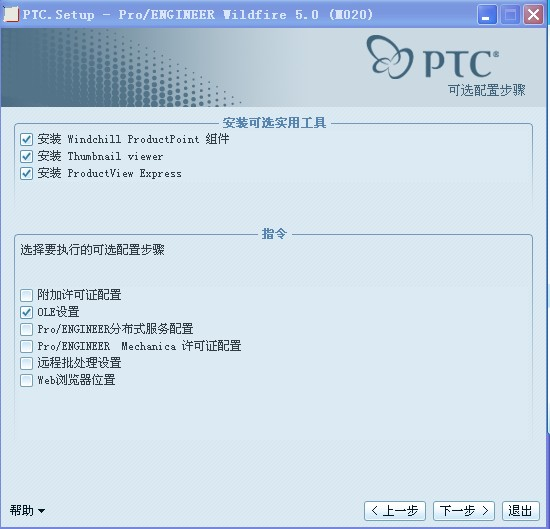 PTC.Setup - Pro/ENGINEER Wildfire 5.0 (M020)
PTC®
可选配置步骤
安装可选实用工具
安装 Windchill ProductPoint 组件
安装 Thumbnail viewer
安装 ProductView Express
指令
选择要执行的可选配置步骤
附加许可证配置
OLE设置
Pro/ENGINEER分布式服务配置
Pro/ENGINEER Mechanica 许可证配置
远程批处理设置
Web浏览器位置
帮助
< 上一步 下一步 > 退出